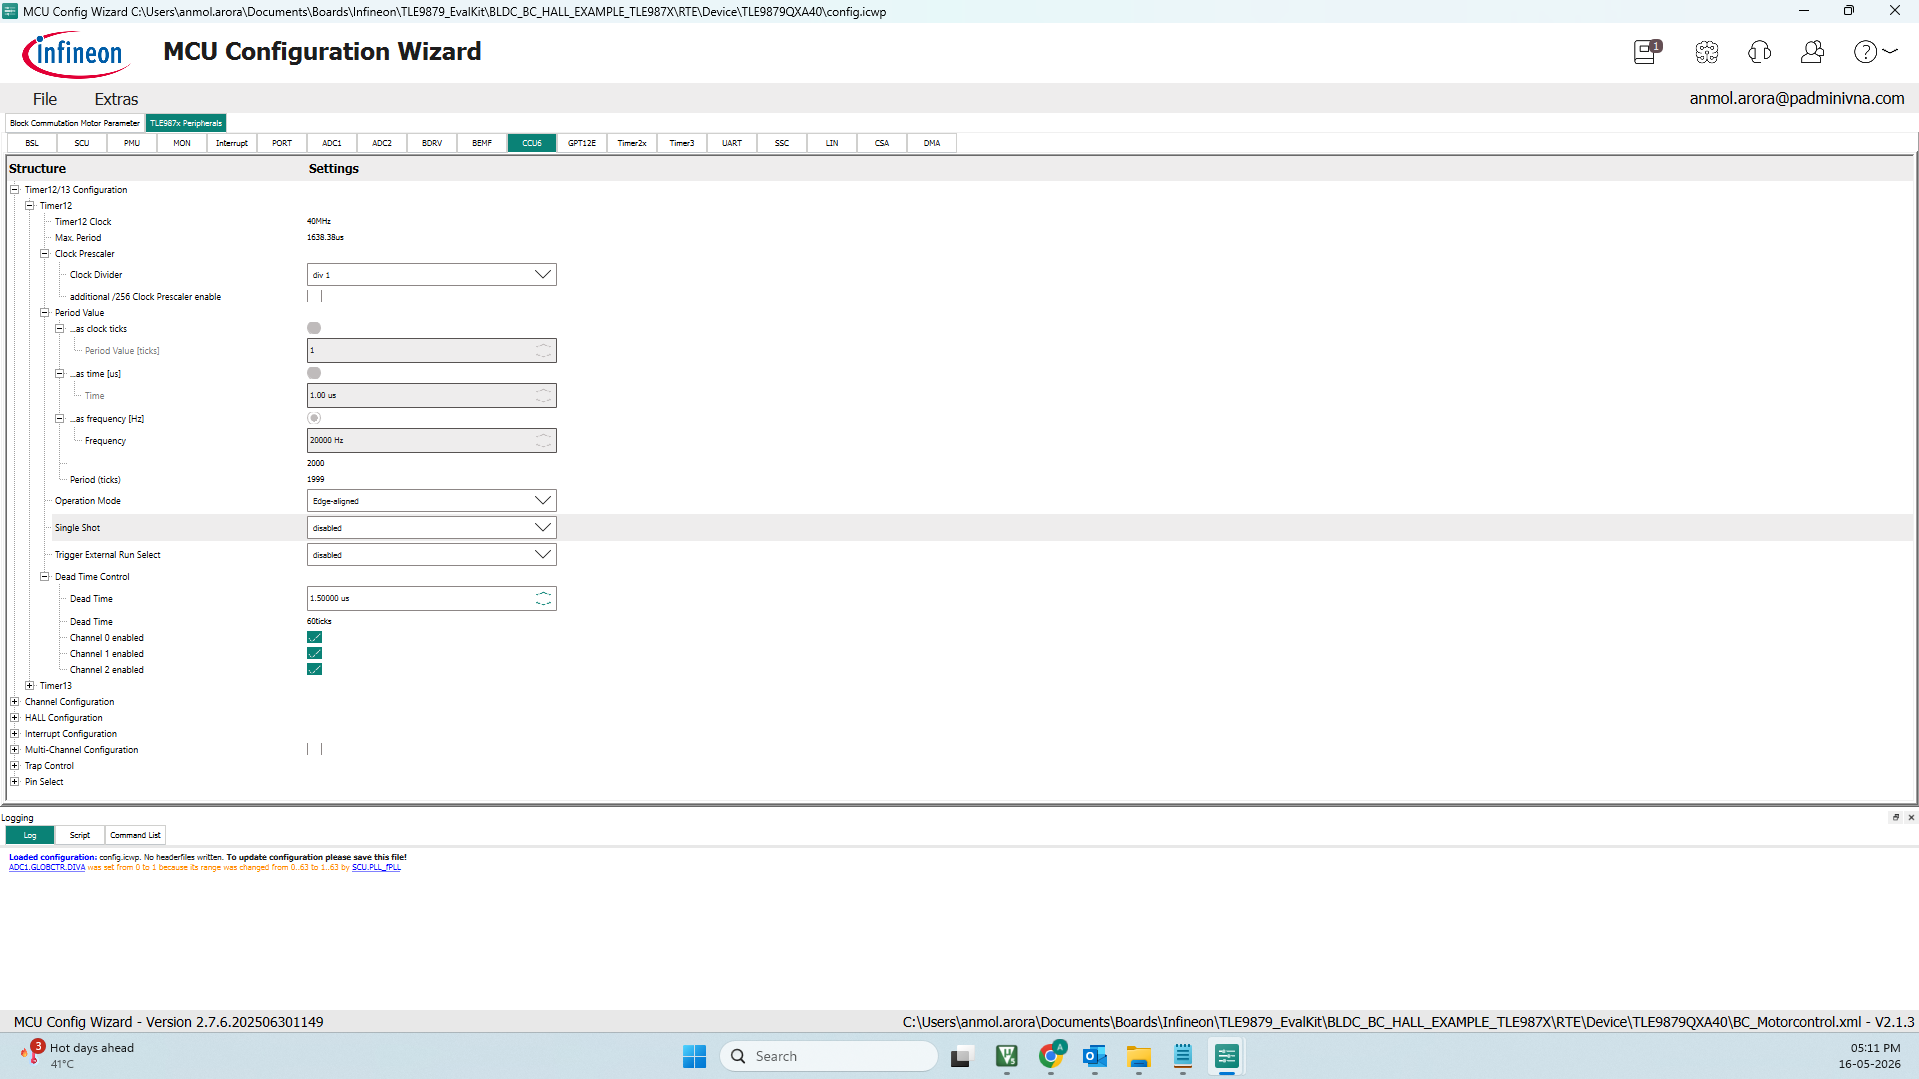 MCU Config Wizard C:\Users\anmol.arora\Documents\Boards\Infineon\TLE9879_EvalKit\BLDC_BC_HALL_EXAMPLE_TLE987X\RTE\Device\TLE9879QXA40\config.icwp
infineon
MCU Configuration Wizard
1
?
File Extras
anmol.arora@padminivna.com
Block Commutation Motor Parameter TLE987x Peripherals
BSL SCU PMU MON Interrupt PORT ADC1 ADC2 BDRV BEMF CCU6 GPT12E Timer2x Timer3 UART SSC LIN CSA DMA
Structure Settings
Timer12/13 Configuration
Timer12
Timer12 Clock 40MHz
Max. Period 1638.38us
Clock Prescaler
Clock Divider div 1
additional /256 Clock Prescaler enable
Period Value
...as clock ticks
Period Value [ticks] 1
...as time [us]
Time 1.00 us
...as frequency [Hz]
Frequency 20000 Hz
2000
Period (ticks) 1999
Operation Mode Edge-aligned
Single Shot disabled
Trigger External Run Select disabled
Dead Time Control
Dead Time 1.50000 us
Dead Time 60ticks
Channel 0 enabled
Channel 1 enabled
Channel 2 enabled
Timer13
Channel Configuration
HALL Configuration
Interrupt Configuration
Multi-Channel Configuration
Trap Control
Pin Select
Logging
Log Script Command List
Loaded configuration: config.icwp. No headerfiles written. To update configuration please save this file!
ADC1.GLOBCTR.DIVA was set from 0 to 1 because its range was changed from 0..63 to 1..63 by SCU.PLL_fPLL
MCU Config Wizard - Version 2.7.6.202506301149
C:\Users\anmol.arora\Documents\Boards\Infineon\TLE9879_EvalKit\BLDC_BC_HALL_EXAMPLE_TLE987X\RTE\Device\TLE9879QXA40\BC_Motorcontrol.xml - V2.1.3
3
Hot days ahead
41°C
Search
A
05:11 PM
16-05-2026